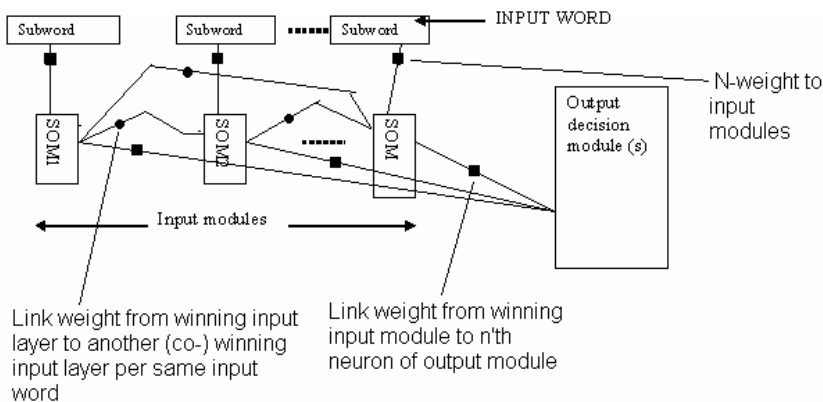 INPUT WORD
Subword
Subword
Subword
N-weight to
input
modules
SOM1
SOM2
SOM
Output
decision
module (s)
Input modules
Link weight from winning input
layer to another (co-) winning
input layer per same input
word
Link weight from winning
input module to n'th
neuron of output module